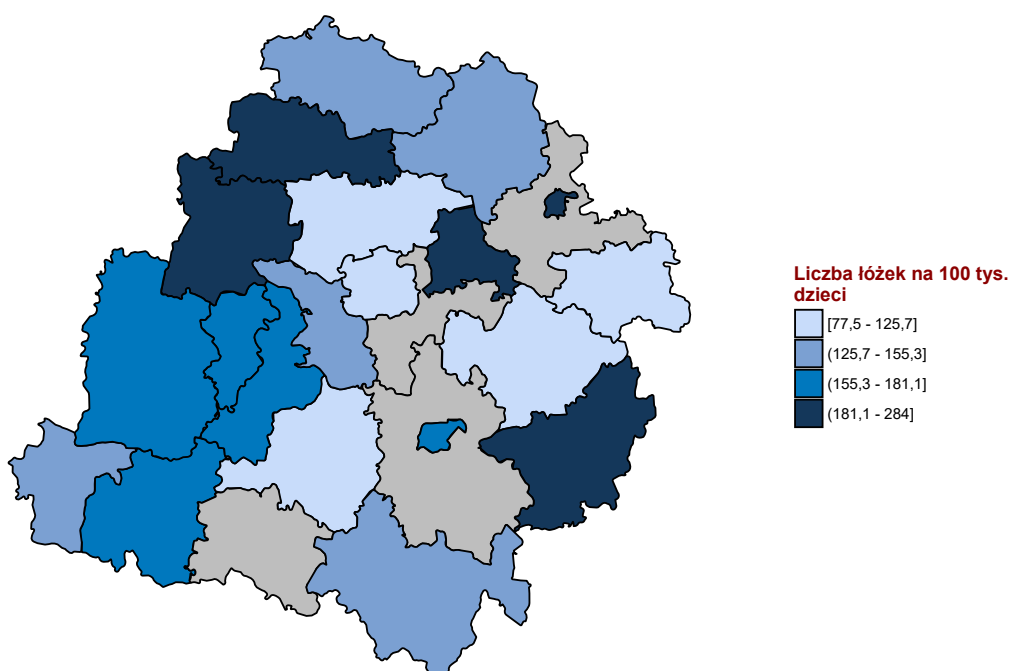 Liczba łóżek na 100 tys.
dzieci
[77,5 - 125,7]
(125,7 - 155,3]
(155,3 - 181,1]
(181,1 - 284]